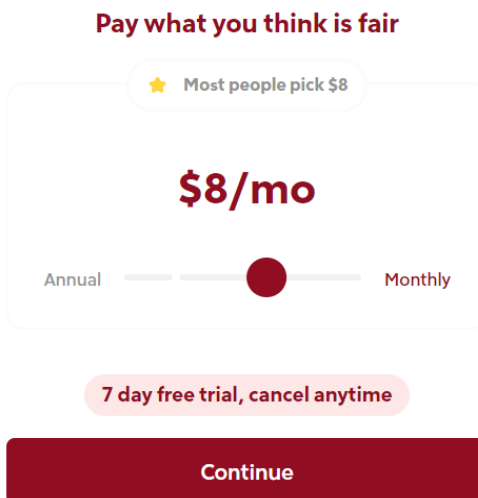 Pay what you think is fair
Most people pick $8
$8/mo
Annual Monthly
7 day free trial, cancel anytime
Continue